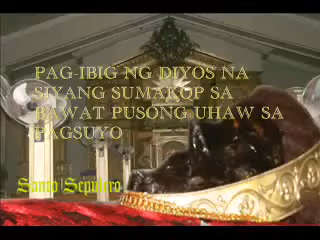 PAG-IBIG NG DIYOS NA
SIYANG SUMAKOP SA
BAWAT PUSONG UHAW SA
PAGSUYO
Santo Sepulcro